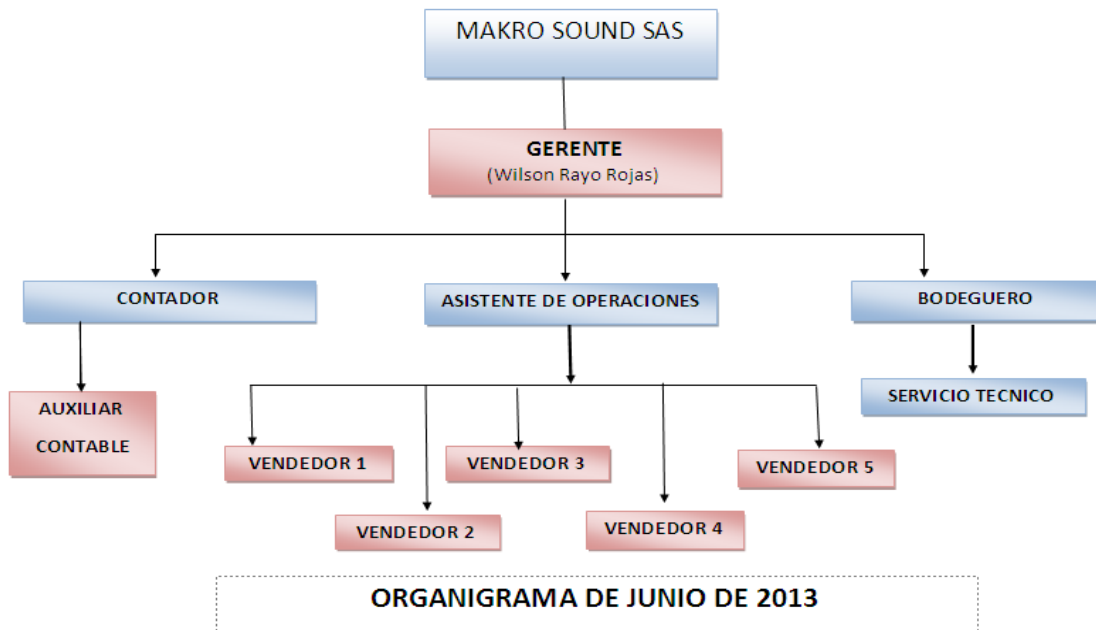 MAKRO SOUND SAS
GERENTE
(Wilson Rayo Rojas)
CONTADOR
ASISTENTE DE OPERACIONES
BODEGUERO
AUXILIAR
CONTABLE
SERVICIO TECNICO
VENDEDOR 1
VENDEDOR 3
VENDEDOR 5
VENDEDOR 2
VENDEDOR 4
ORGANIGRAMA DE JUNIO DE 2013